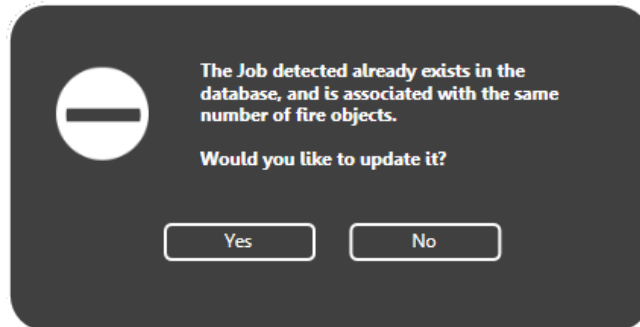 The Job detected already exists in the
database, and is associated with the same
number of fire objects.
Would you like to update it?
Yes
No